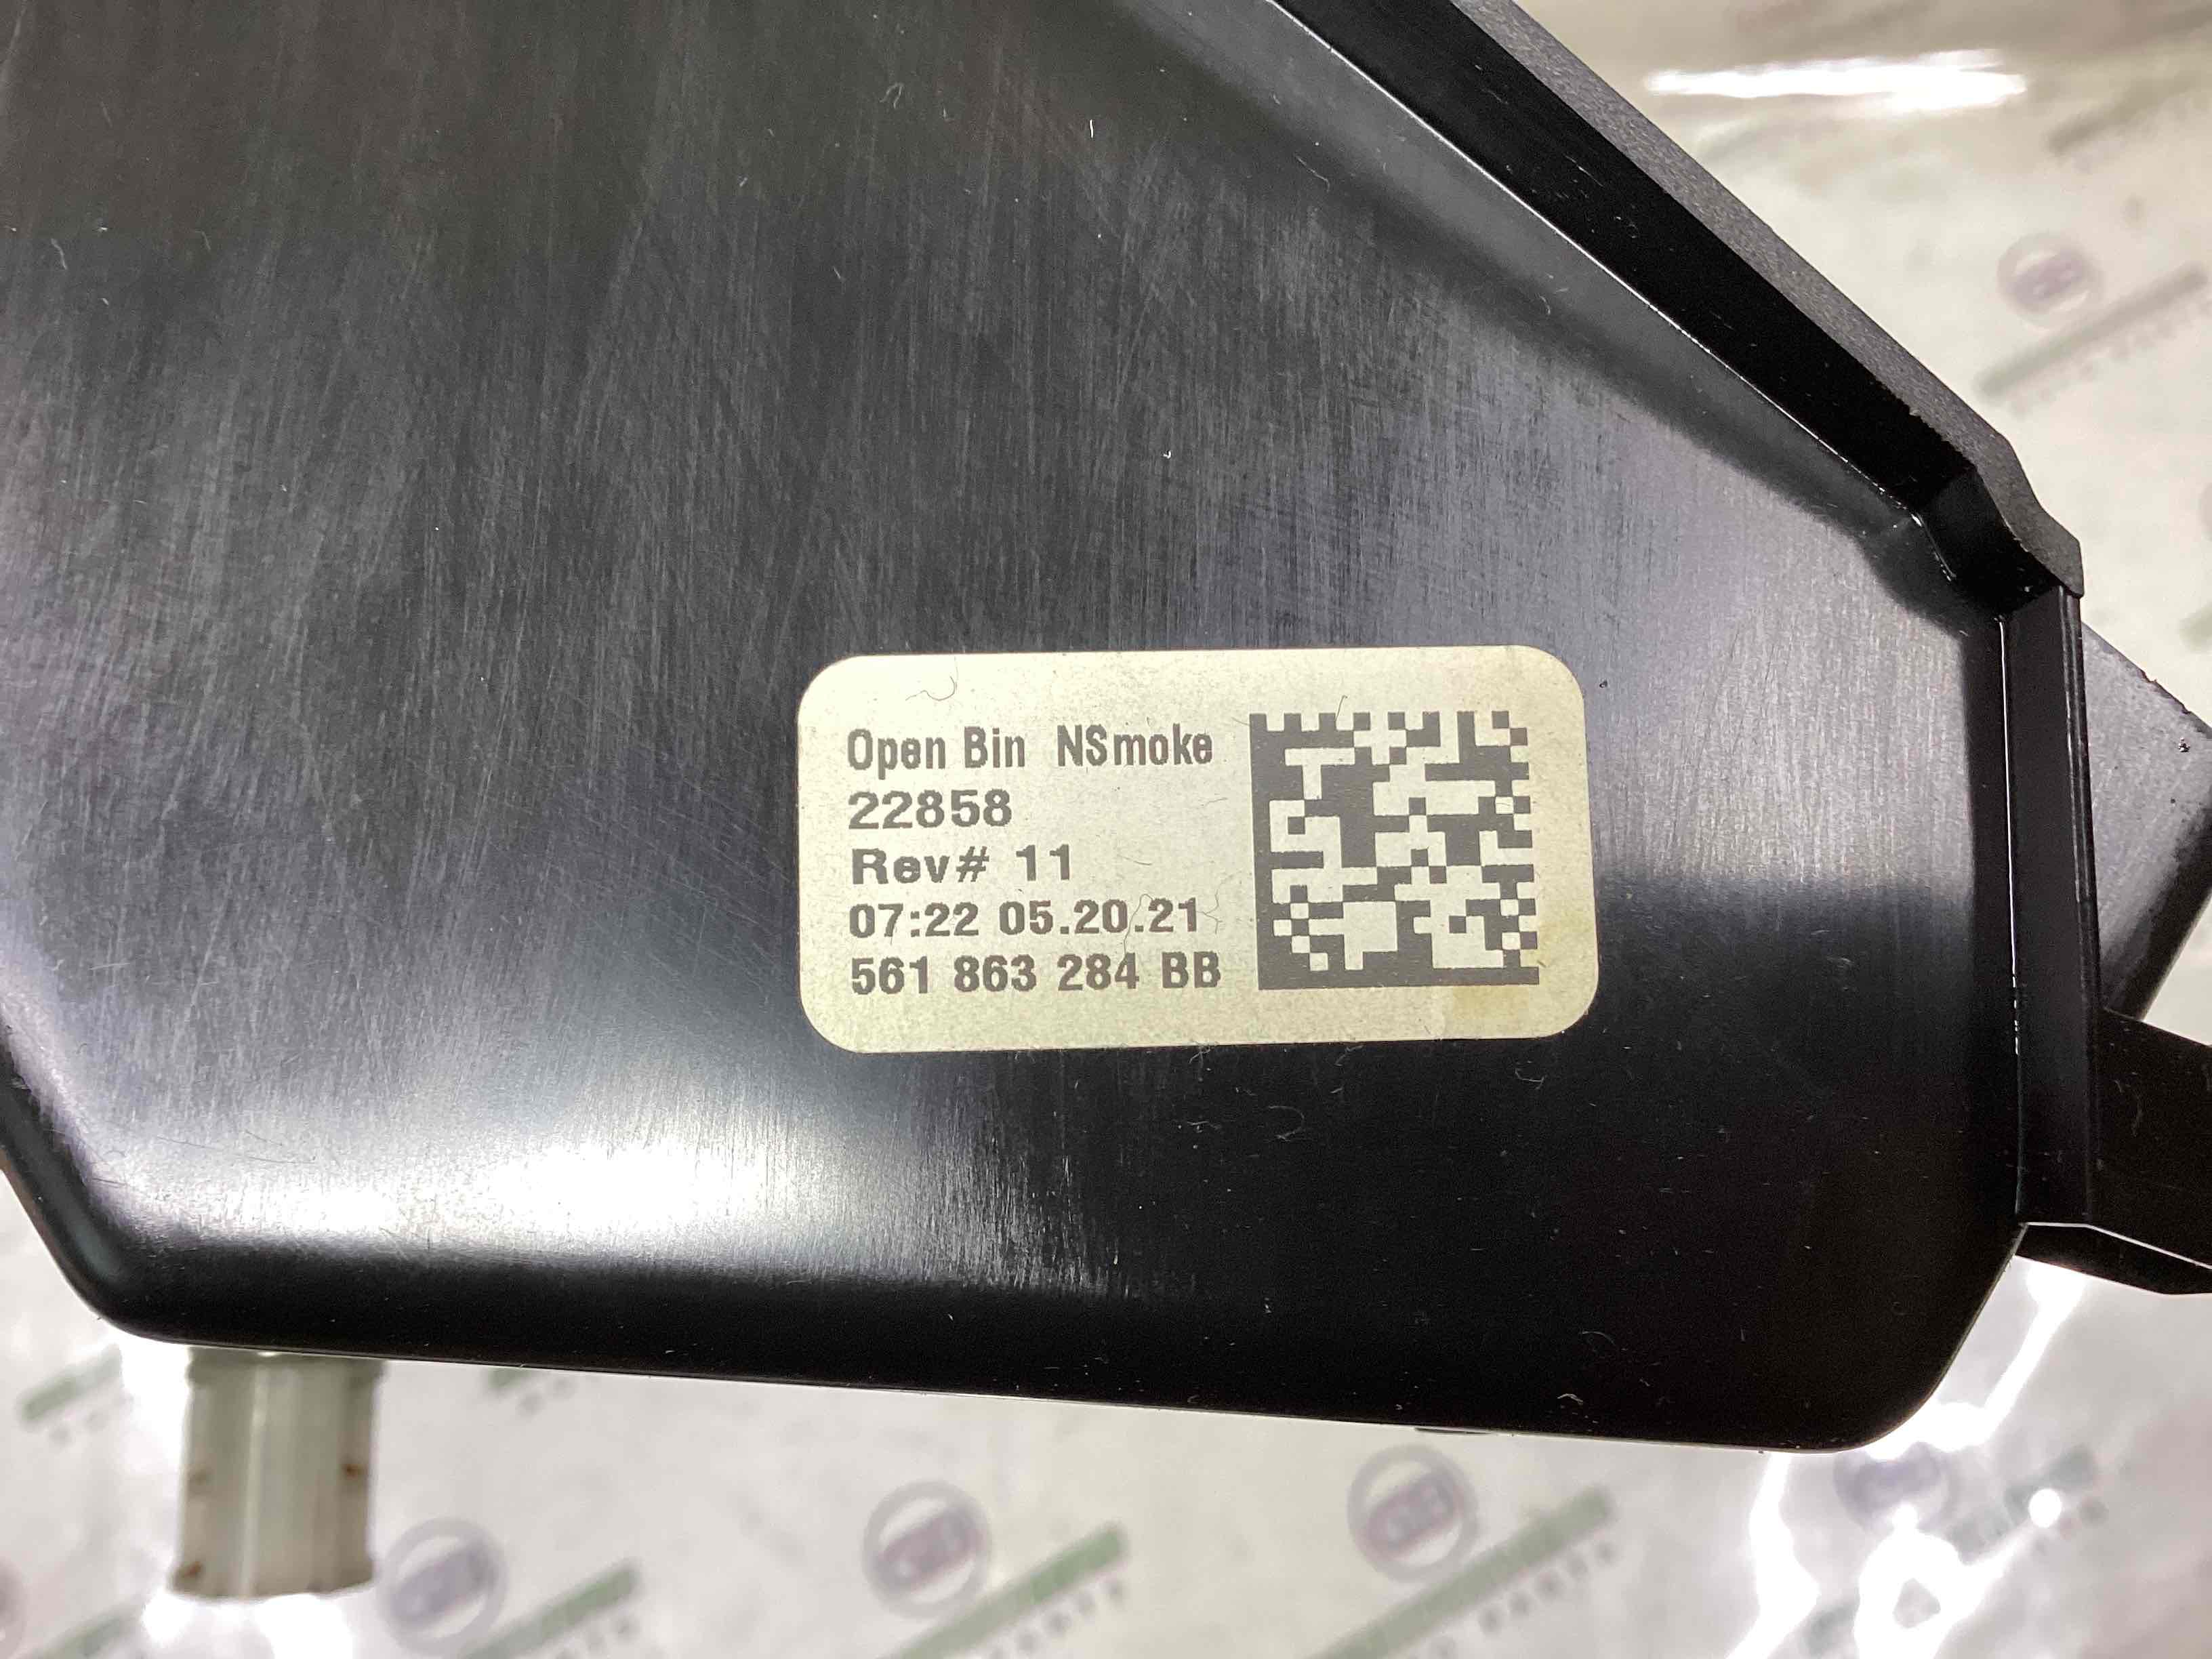 Open Bin NSmoke
22858
Rev# 11
07:22 05.20.21
561 863 284 BB